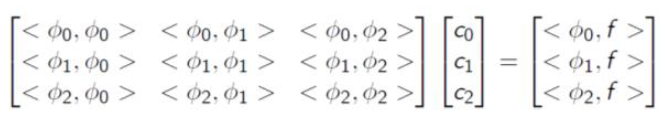 [< ϕ0, ϕ0 > < ϕ0, ϕ1 > < ϕ0, ϕ2 >] [c0] [< ϕ0, f >]
[< ϕ1, ϕ0 > < ϕ1, ϕ1 > < ϕ1, ϕ2 >] [c1] = [< ϕ1, f >]
[< ϕ2, ϕ0 > < ϕ2, ϕ1 > < ϕ2, ϕ2 >] [c2] [< ϕ2, f >]